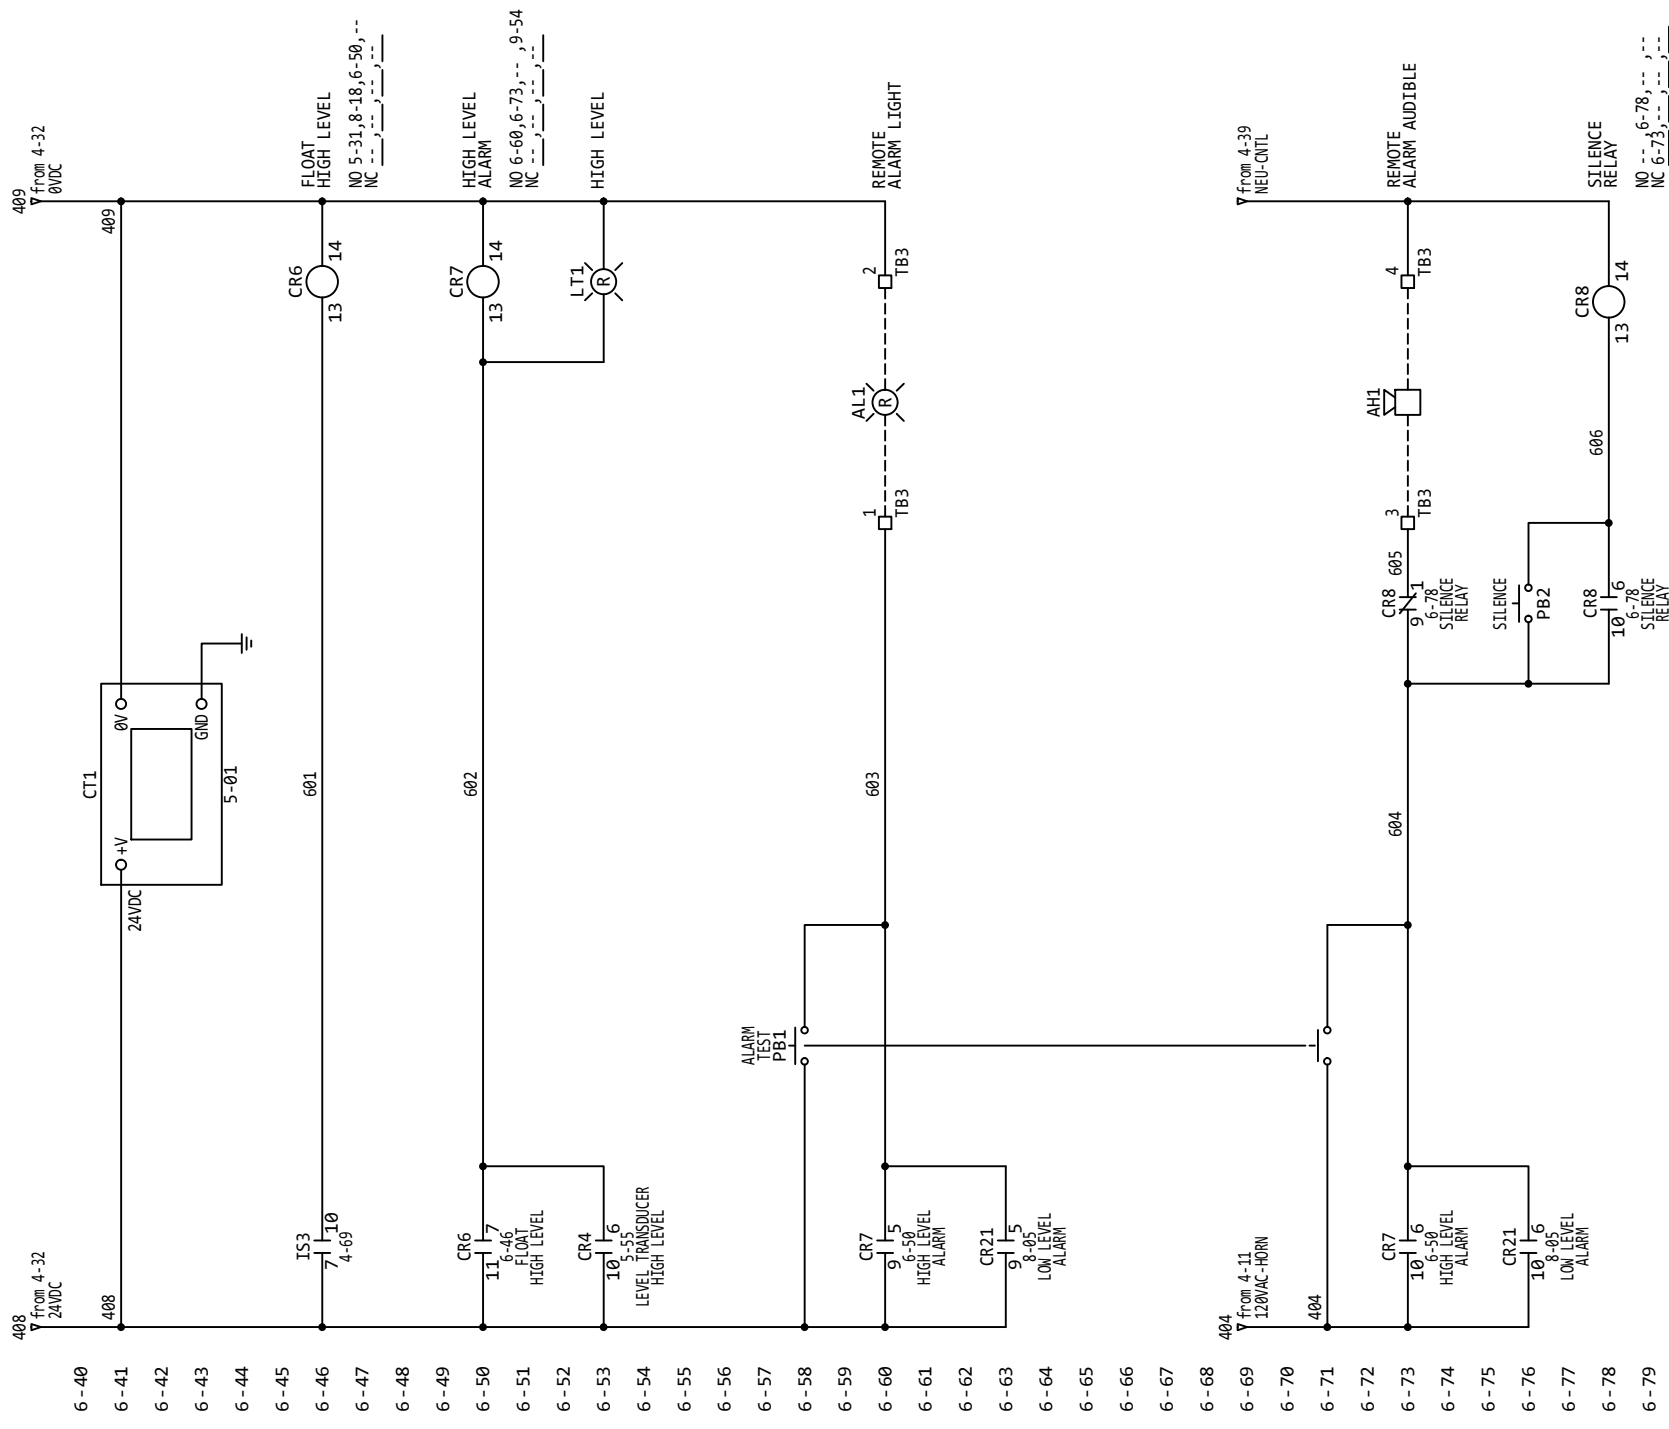 408
from 4-32
24VDC
409
from 4-32
0VDC
6-40
6-41
408
24VDC
CT1
+V
0V
GND
5-01
409
6-42
6-43
6-44
6-45
6-46
IS3
7
10
4-69
601
CR6
13
14
FLOAT
HIGH LEVEL
NO 5-31,8-18,6-50,--
NC --,--,--,--
6-47
6-48
6-49
6-50
CR6
11
7
6-46
FLOAT
HIGH LEVEL
602
CR7
13
14
HIGH LEVEL
ALARM
NO 6-60,6-73,-- ,9-54
NC --,--,--,--
6-51
6-52
6-53
CR4
10
6
5-55
LEVEL TRANSDUCER
HIGH LEVEL
LT1
R
HIGH LEVEL
6-54
6-55
6-56
6-57
6-58
ALARM
TEST
PB1
6-59
6-60
CR7
9
5
6-50
HIGH LEVEL
ALARM
603
1
TB3
AL1
R
2
TB3
REMOTE
ALARM LIGHT
6-61
6-62
6-63
CR21
9
5
8-05
LOW LEVEL
ALARM
6-64
6-65
6-66
6-67
6-68
6-69
404
from 4-11
120VAC-HORN
from 4-39
NEU-CNTL
6-70
6-71
404
6-72
6-73
CR7
10
6
6-50
HIGH LEVEL
ALARM
604
CR8
9
1
6-78
SILENCE
RELAY
605
3
TB3
AH1
4
TB3
REMOTE
ALARM AUDIBLE
6-74
6-75
6-76
CR21
10
6
8-05
LOW LEVEL
ALARM
SILENCE
PB2
6-77
6-78
CR8
10
6
6-78
SILENCE
RELAY
606
CR8
13
14
SILENCE
RELAY
NO -- ,6-78,-- ,--
NC 6-73,--,--,--
6-79